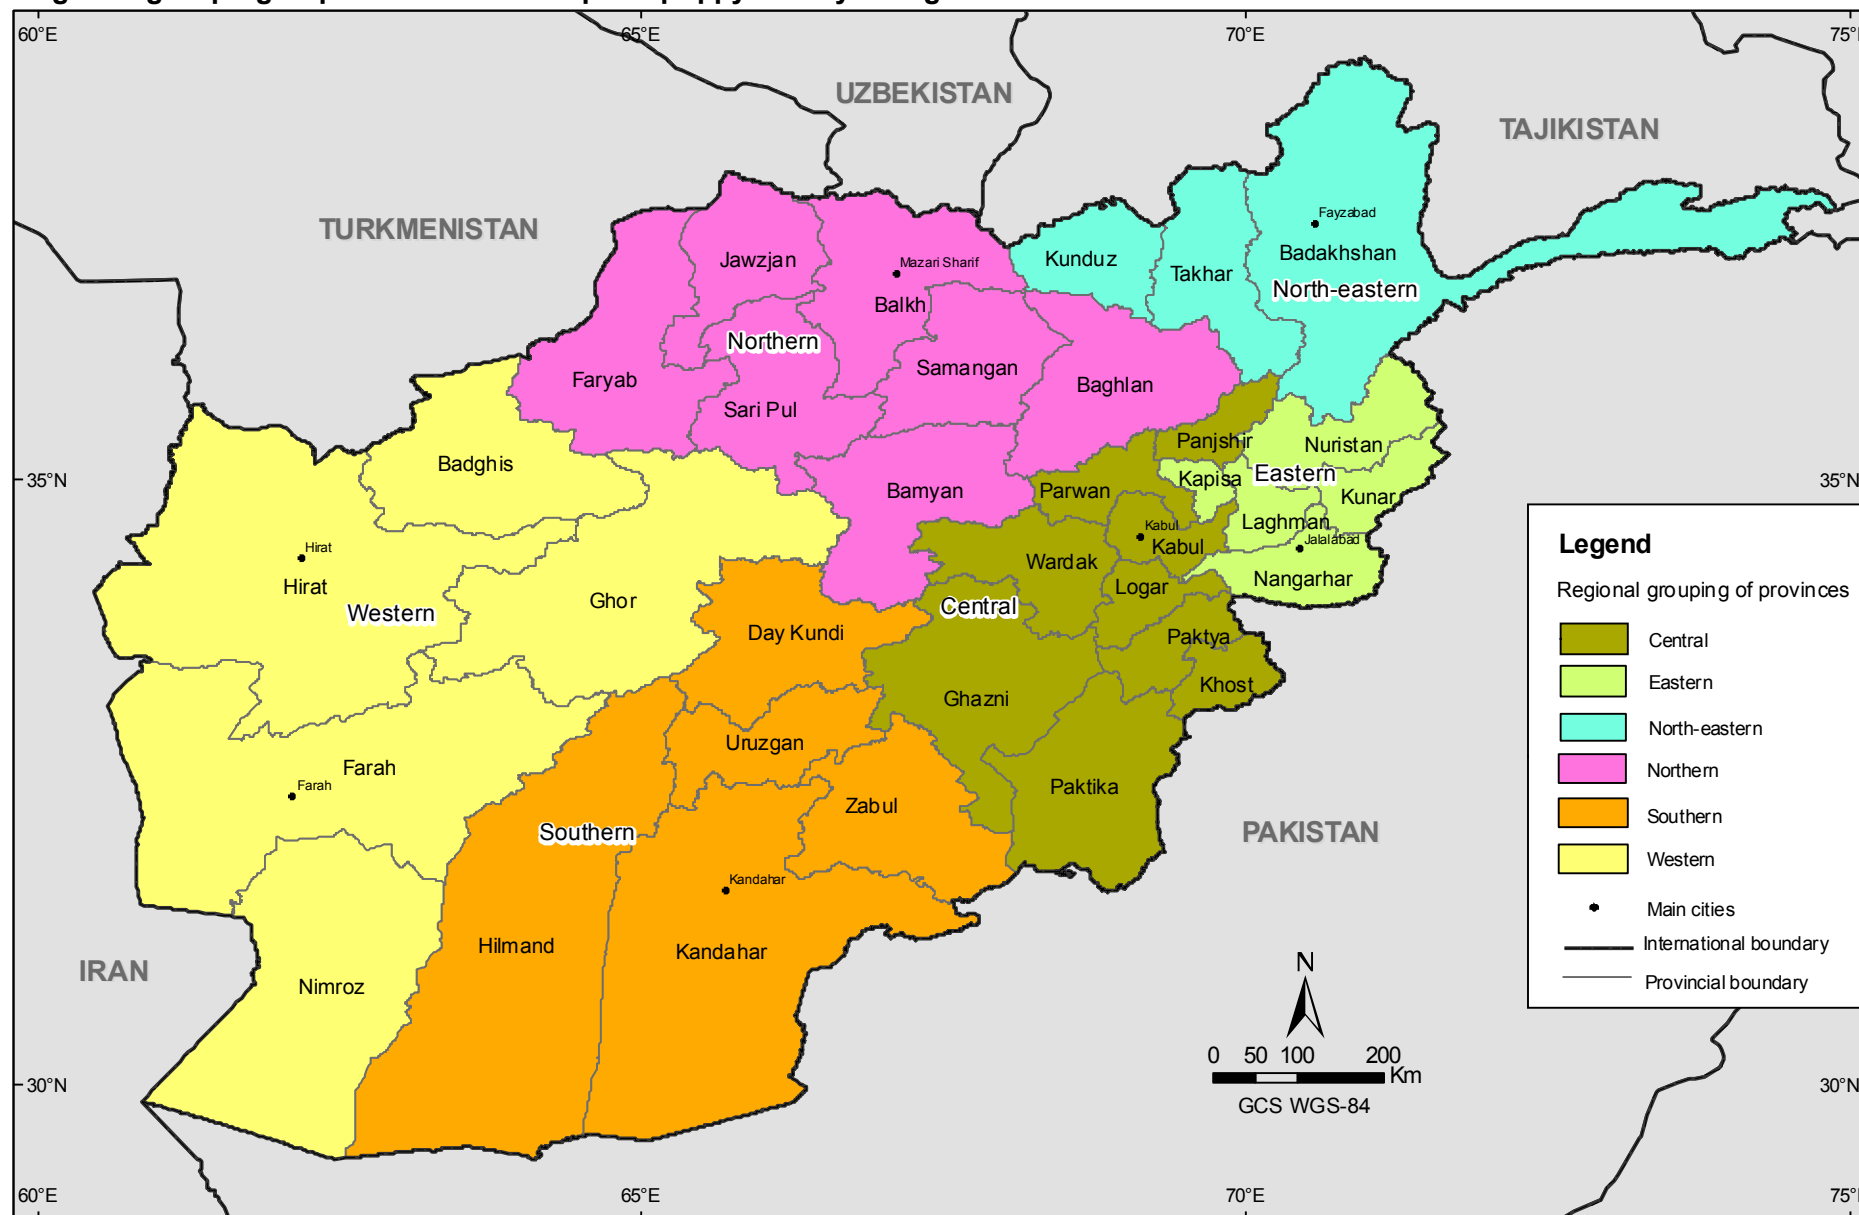 60°E
65°E
70°E
75°
UZBEKISTAN
TAJIKISTAN
TURKMENISTAN
Fayzabad
Badakhshan
Kunduz
Takhar
North-eastern
Jawzjan
Mazari Sharif
Balkh
Northern
Samangan
Faryab
Baghlan
Sari Pul
Panjshir
Nuristan
Badghis
Eastern
Kapisa
35°N
35°N
Bamyan
Parwan
Kunar
Laghman
Kabul
Kabul
Jalalabad
Hirat
Hirat
Wardak
Logar
Nangarhar
Ghor
Western
Central
Day Kundi
Paktya
Khost
Ghazni
Uruzgan
Farah
Farah
Paktika
Zabul
Southern
PAKISTAN
Kandahar
Hilmand
Kandahar
IRAN
Nimroz
Legend
Regional grouping of provinces
Central
Eastern
North-eastern
Northern
Southern
Western
Main cities
International boundary
Provincial boundary
N
0 50 100 200
Km
GCS WGS-84
30°N
30°N
60°E
65°E
70°E
75°